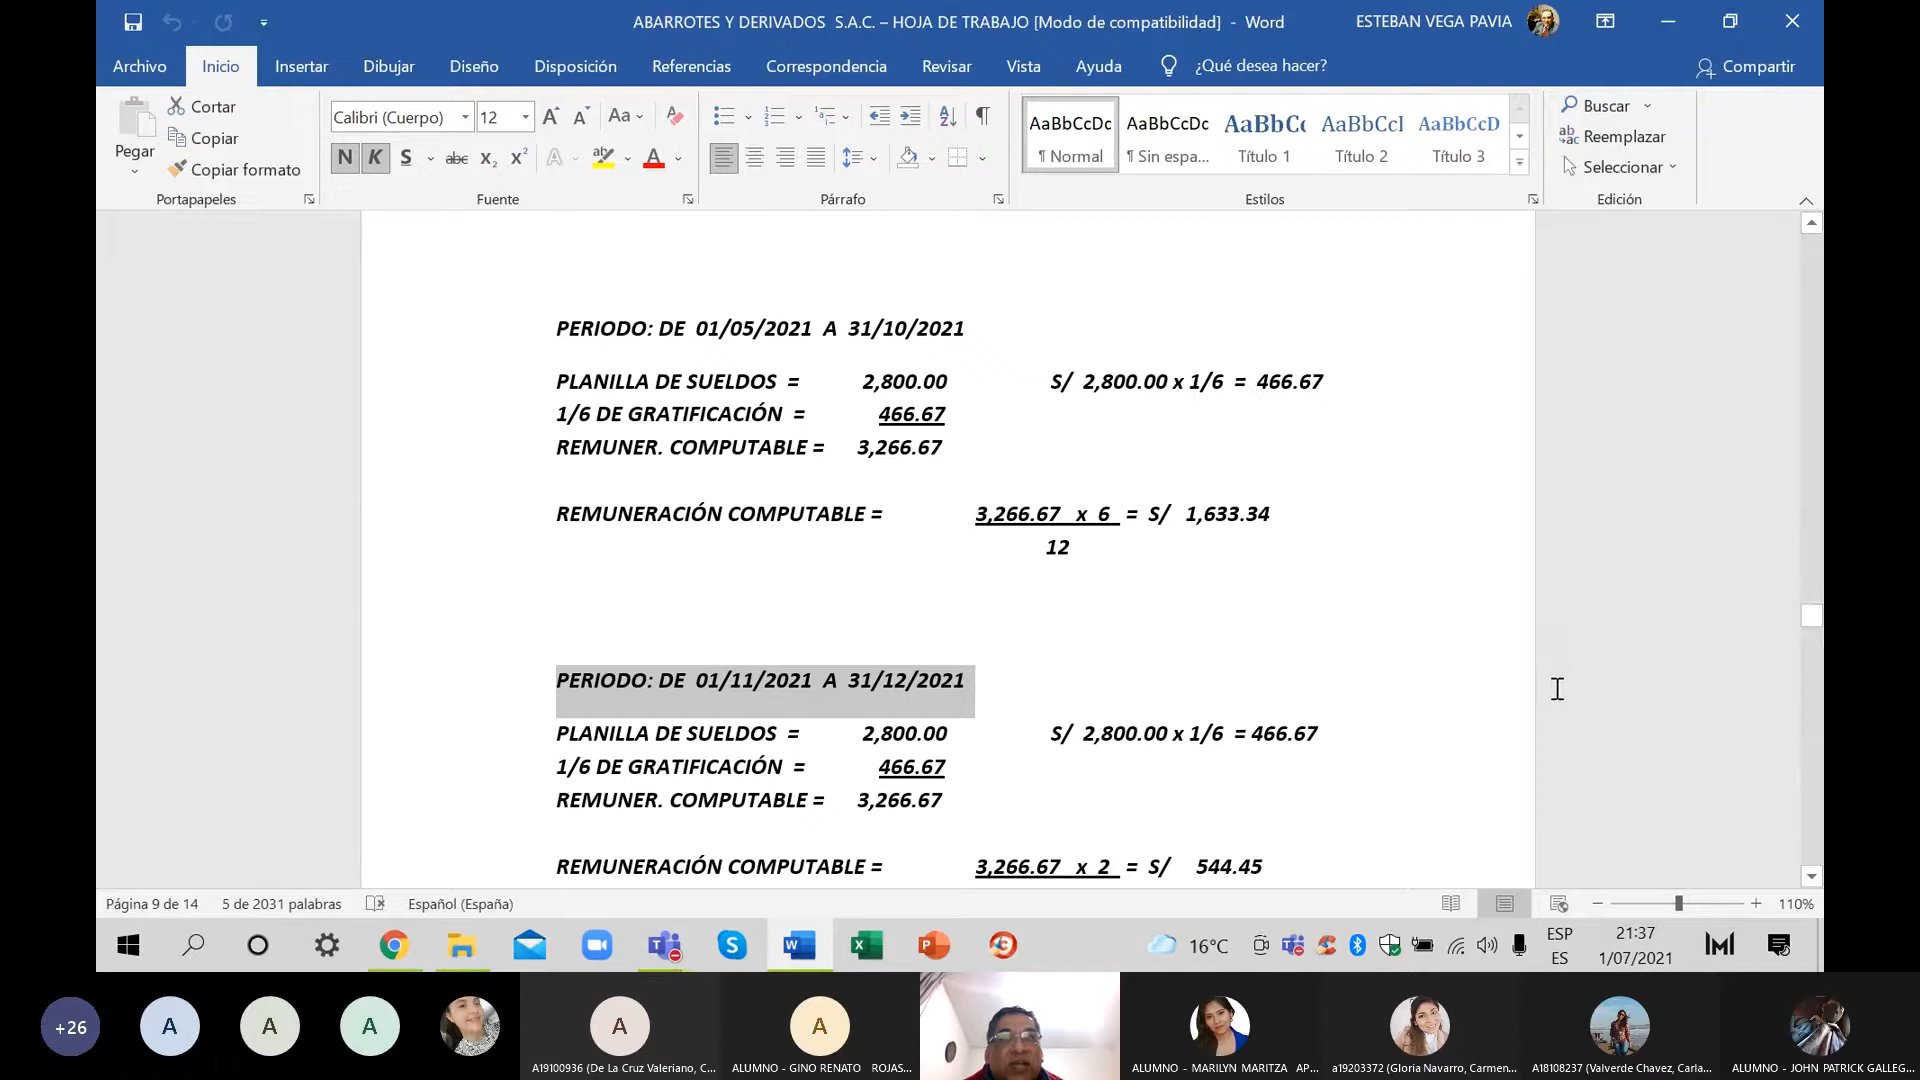 ABARROTES Y DERIVADOS S.A.C. – HOJA DE TRABAJO [Modo de compatibilidad] - Word
ESTEBAN VEGA PAVIA
Archivo Inicio Insertar Dibujar Diseño Disposición Referencias Correspondencia Revisar Vista Ayuda ¿Qué desea hacer? Compartir
Pegar
Cortar
Copiar
Copiar formato
Portapapeles
Calibri (Cuerpo) 12
Fuente
Párrafo
AaBbCcDc AaBbCcDc AaBbCc AaBbCcI AaBbCcD
¶ Normal ¶ Sin espa... Título 1 Título 2 Título 3
Estilos
Buscar
Reemplazar
Seleccionar
Edición
PERIODO: DE 01/05/2021 A 31/10/2021
PLANILLA DE SUELDOS = 2,800.00 S/ 2,800.00 x 1/6 = 466.67
1/6 DE GRATIFICACIÓN = 466.67
REMUNER. COMPUTABLE = 3,266.67
REMUNERACIÓN COMPUTABLE = 3,266.67 x 6 = S/ 1,633.34
12
PERIODO: DE 01/11/2021 A 31/12/2021
PLANILLA DE SUELDOS = 2,800.00 S/ 2,800.00 x 1/6 = 466.67
1/6 DE GRATIFICACIÓN = 466.67
REMUNER. COMPUTABLE = 3,266.67
REMUNERACIÓN COMPUTABLE = 3,266.67 x 2 = S/ 544.45
Página 9 de 14 5 de 2031 palabras Español (España) 110%
16°C
ESP
ES
21:37
1/07/2021
+26 A A A A A
A19100936 (De La Cruz Valeriano, C...
ALUMNO - GINO RENATO ROJAS...
ALUMNO - MARILYN MARITZA AP...
a19203372 (Gloria Navarro, Carmen...
A18108237 (Valverde Chavez, Carla...
ALUMNO - JOHN PATRICK GALLEG...